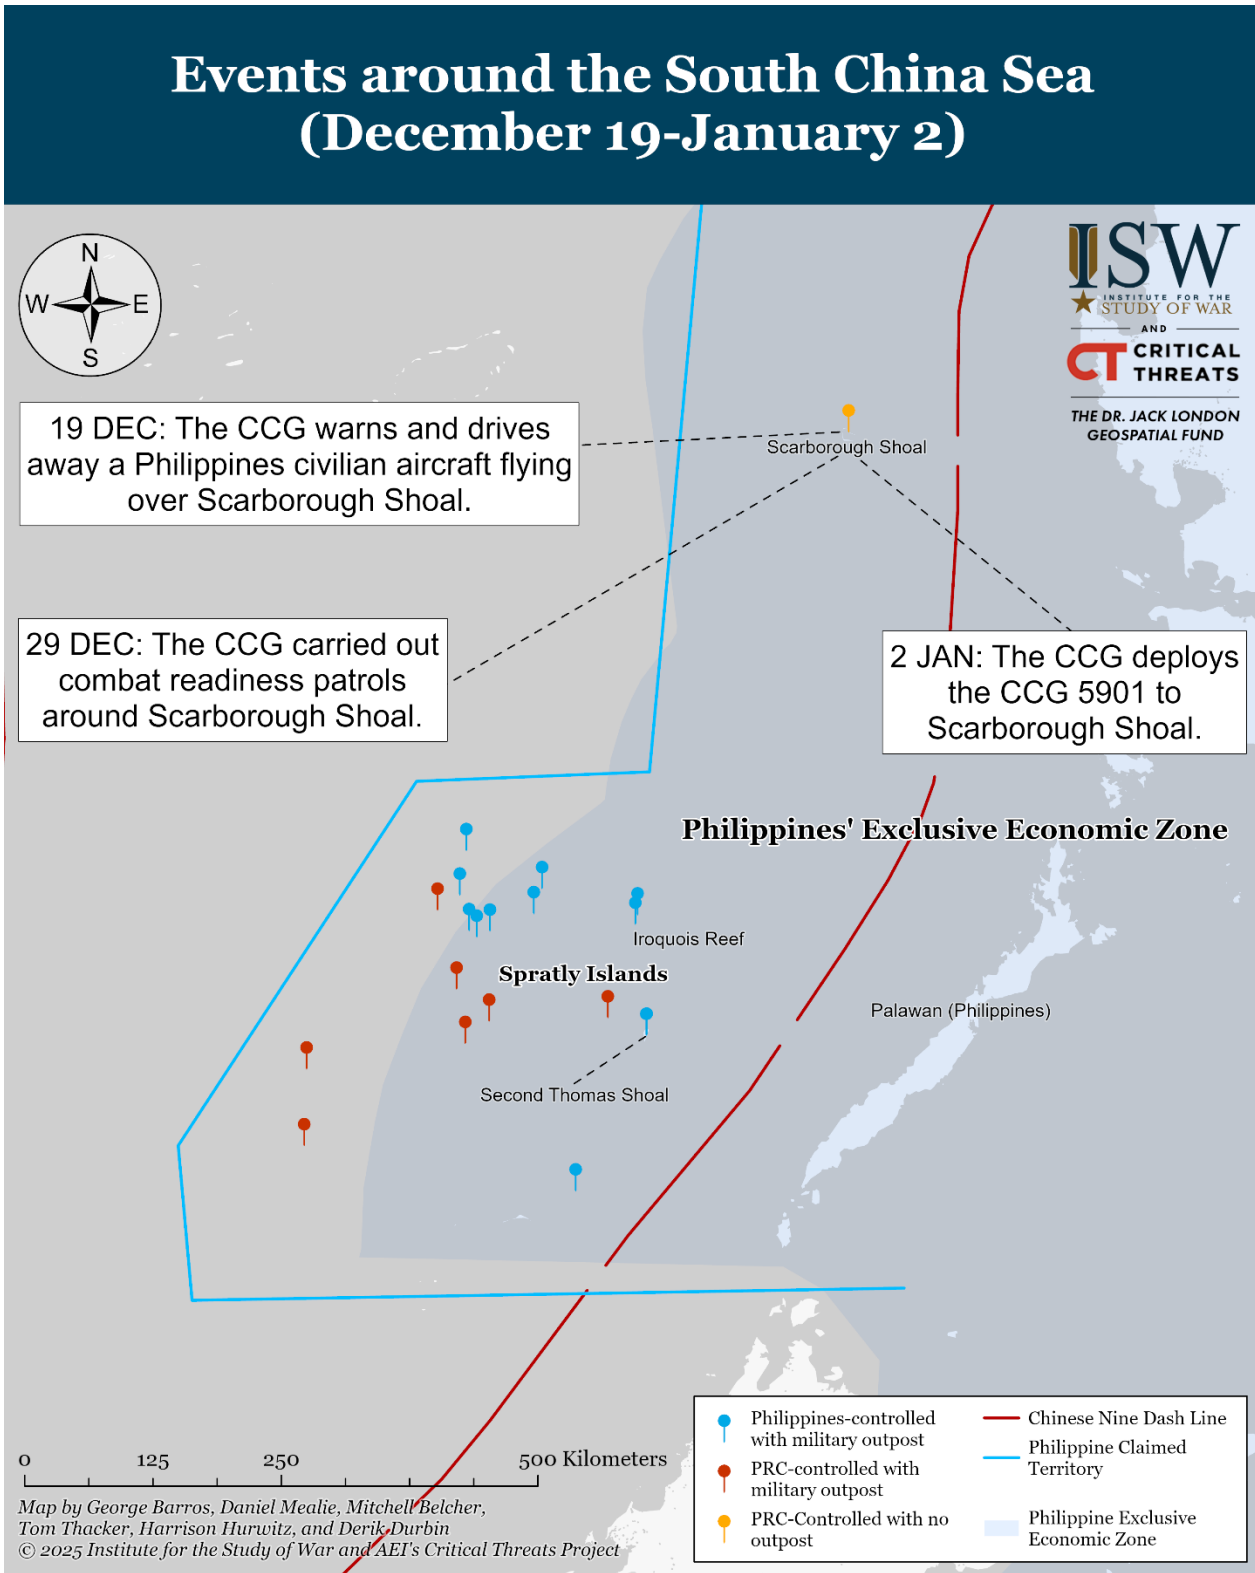 Events around the South China Sea
(December 19-January 2)
N
W
E
S
ISW
INSTITUTE FOR THE
STUDY OF WAR
AND
CT CRITICAL
THREATS
THE DR. JACK LONDON
GEOSPATIAL FUND
19 DEC: The CCG warns and drives
away a Philippines civilian aircraft flying
over Scarborough Shoal.
Scarborough Shoal
29 DEC: The CCG carried out
combat readiness patrols
around Scarborough Shoal.
2 JAN: The CCG deploys
the CCG 5901 to
Scarborough Shoal.
Philippines' Exclusive Economic Zone
Iroquois Reef
Spratly Islands
Palawan (Philippines)
Second Thomas Shoal
0 125 250 500 Kilometers
Map by George Barros, Daniel Mealie, Mitchell Belcher,
Tom Thacker, Harrison Hurwitz, and Derik Durbin
© 2025 Institute for the Study of War and AEI's Critical Threats Project
Philippines-controlled
with military outpost
PRC-controlled with
military outpost
PRC-Controlled with no
outpost
Chinese Nine Dash Line
Philippine Claimed
Territory
Philippine Exclusive
Economic Zone